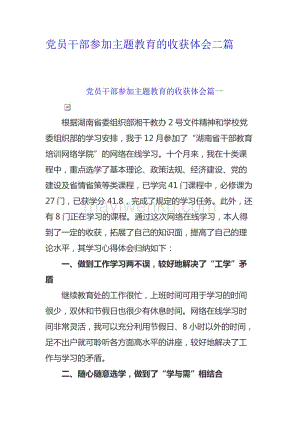 党员干部参加主题教育的收获体会二篇
党员干部参加主题教育的收获体会篇一
根据湖南省委组织部湘干教办 2 号文件精神和学校党
委组织部的学习安排，我于 12 月参加了“湖南省干部教育
培训网络学院”的网络在线学习。十个月来，我在十类课程
中，重点选学了基本理论、政策法规、经济建设、党的
建设及省情省策等类课程，已学完 41 门课程中，必修课为
27 门，已获学分 41.8，完成了规定的学习任务。此外，还
有 8 门正在学习的课程。通过这次网络在线学习，本人得
到了一定的收获，拓展了自己的知识面，提高了自己的理
论水平，其学习心得体会归纳如下：
一、做到工作学习两不误，较好地解决了“工学”矛
盾
继续教育处的工作很忙，上班时间可用于学习的时间
很少，双休和节假日也很少有休息时间。网络在线学习时
间非常灵活，我可以充分利用节假日、8 小时以外的时间，
足不出户就可聆听各方面高水平的讲座，较好地解决了工
作与学习的矛盾。
二、随心随意选学，做到了“学与需”相结合